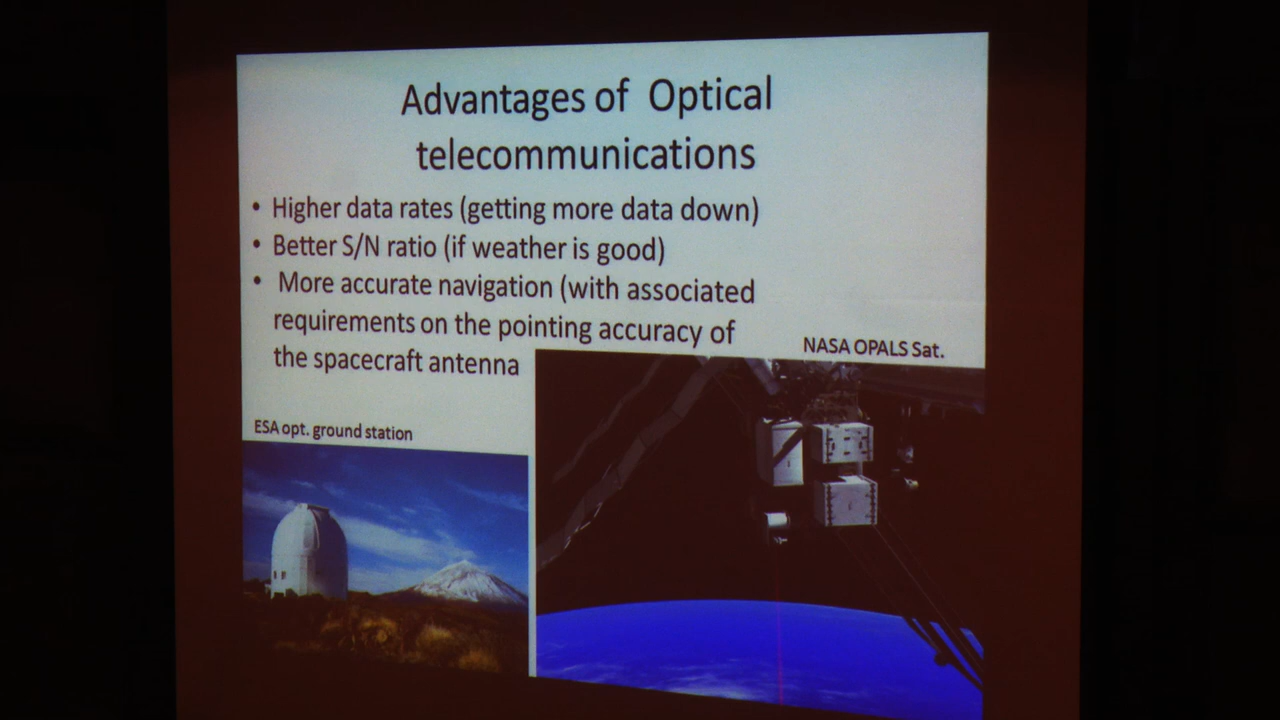 Advantages of Optical
telecommunications
• Higher data rates (getting more data down)
• Better S/N ratio (if weather is good)
• More accurate navigation (with associated
requirements on the pointing accuracy of
the spacecraft antenna
NASA OPALS Sat.
ESA opt. ground station